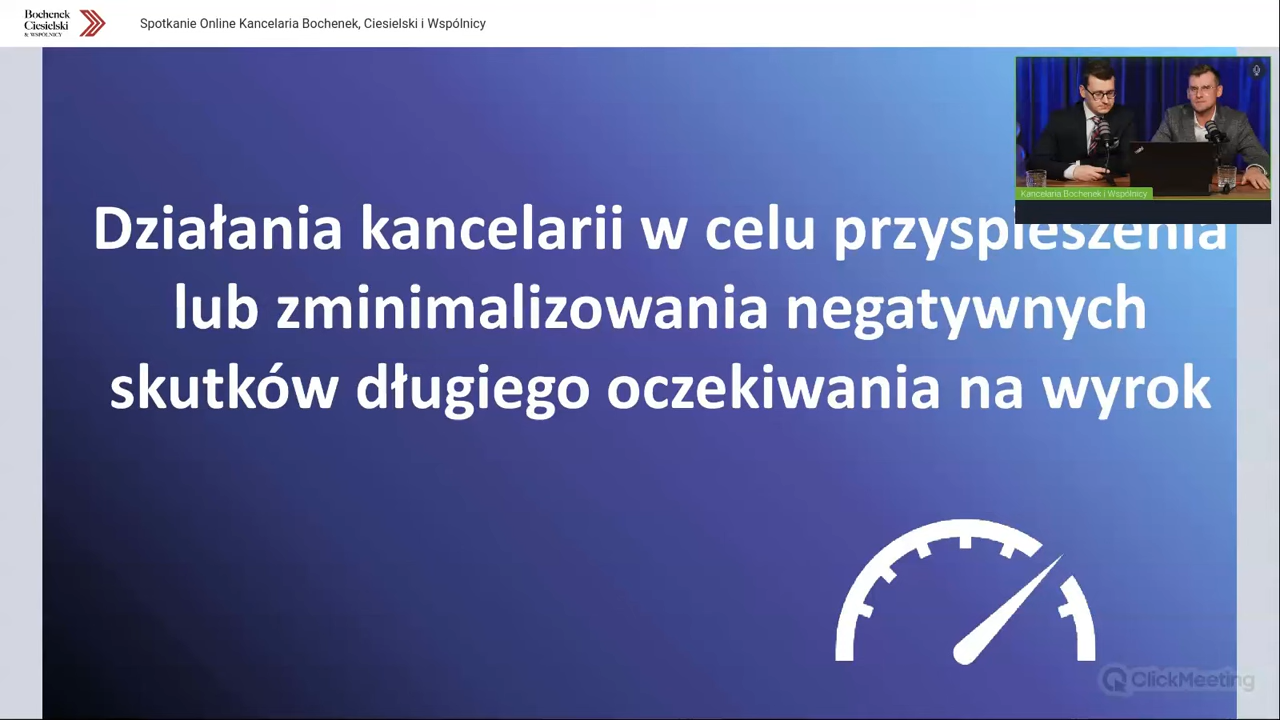 Bochenek
Ciesielski
& WSPÓLNICY
Spotkanie Online Kancelaria Bochenek, Ciesielski i Wspólnicy
Kancelaria Bochenek i Wspólnicy
Działania kancelarii w celu przyspieszenia
lub zminimalizowania negatywnych
skutków długiego oczekiwania na wyrok
ClickMeeting